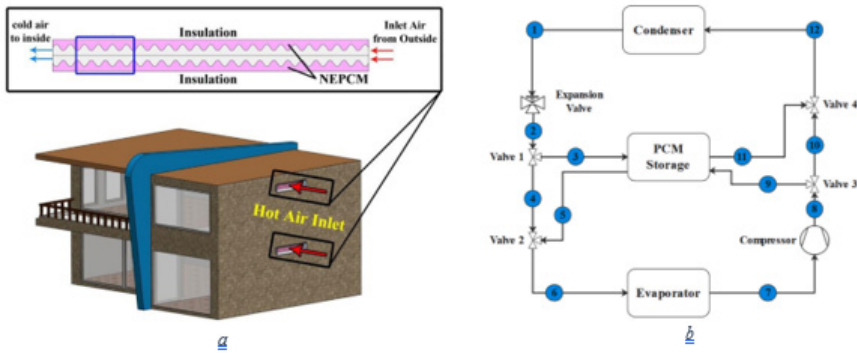 cold air
to inside
Insulation
Inlet Air
from Outside
Insulation
NEPCM
Hot Air Inlet
a
1
Condenser
12
Expansion
Valve
2
Valve 4
Valve 1
3
PCM
Storage
11
10
4
5
9
Valve 3
8
Valve 2
Compressor
6
Evaporator
7
b